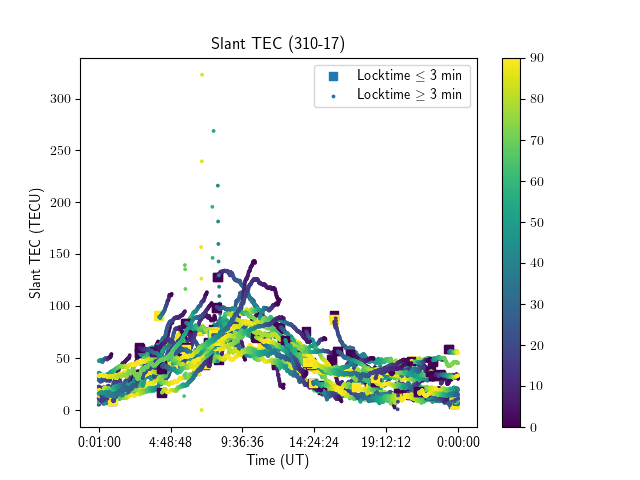 Slant TEC (310-17)
Locktime ≤ 3 min
Locktime ≥ 3 min
Slant TEC (TECU)
300
250
200
150
100
50
0
0:01:00 4:48:48 9:36:36 14:24:24 19:12:12 0:00:00
Time (UT)
90
80
70
60
50
40
30
20
10
0